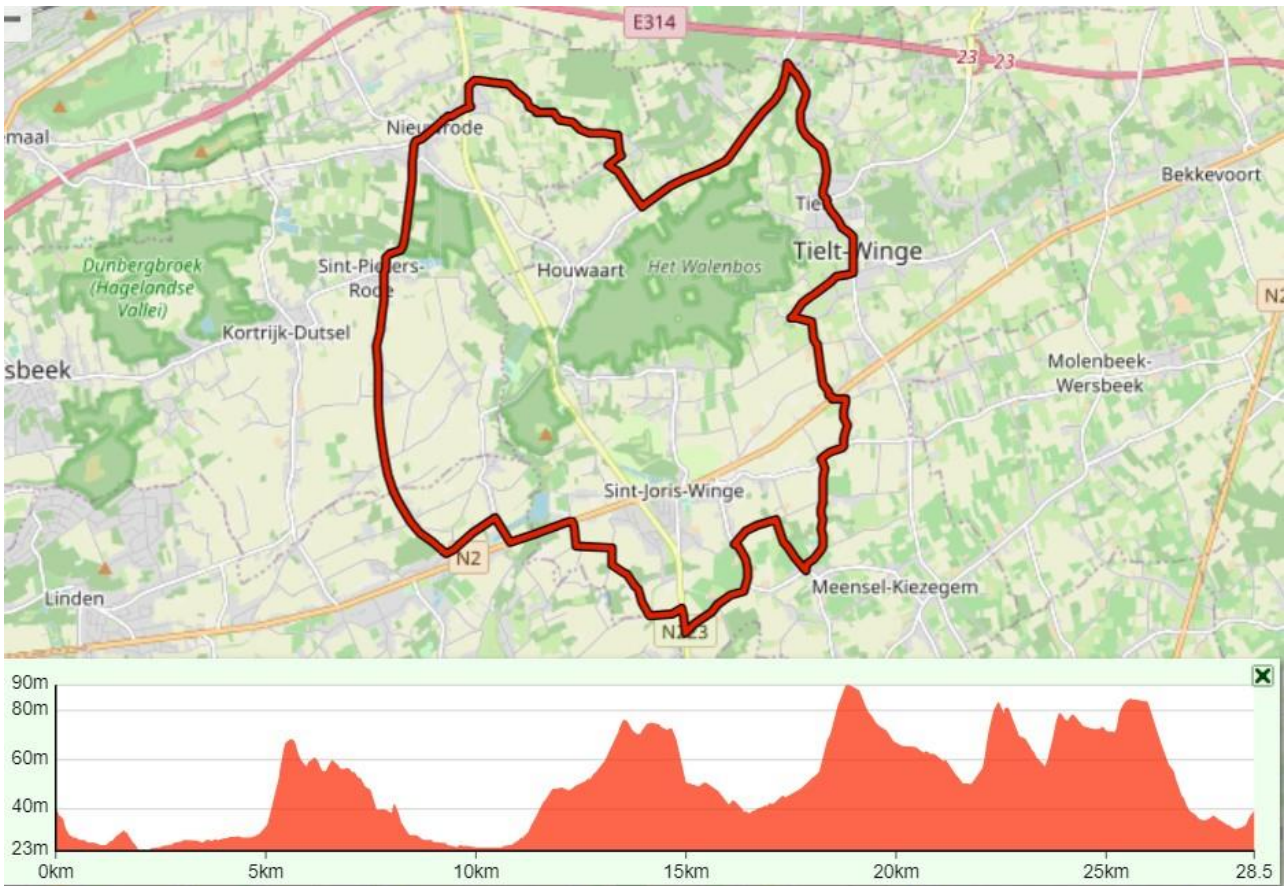 E314
23 23
emaal
Nieuwrode
Bekkevoort
Tielt
Tielt-Winge
Dunbergbroek
(Hagelandse
Vallei)
Sint-Pieters-
Rode
Houwaart
Het Walenbos
N2
Kortrijk-Dutsel
sbeek
Molenbeek-
Wersbeek
Sint-Joris-Winge
N2
Linden
Meensel-Kiezegem
N223
90m
80m
60m
40m
23m
0km 5km 10km 15km 20km 25km 28.5